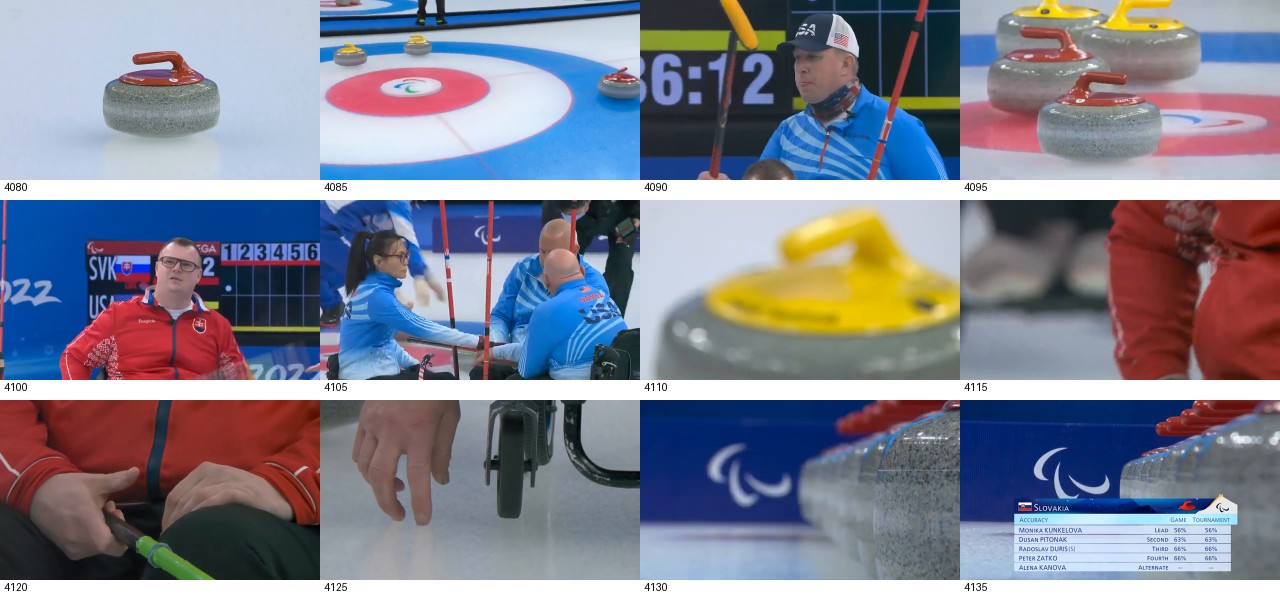 4080
4085
4090
4095
USA
36:12
4100
4105
4110
4115
SVK
2
1 2 3 4 5 6
USA
022
2022
USA
4120
4125
4130
4135
SLOVAKIA
ACCURACY GAME TOURNAMENT
MONIKA KUNKELOVA LEAD 56% 56%
DUSAN PITONAK SECOND 63% 63%
RADOSLAV DURIS(S) THIRD 66% 66%
PETER ZATKO FOURTH 66% 66%
ALENA KANOVA ALTERNATE -- --